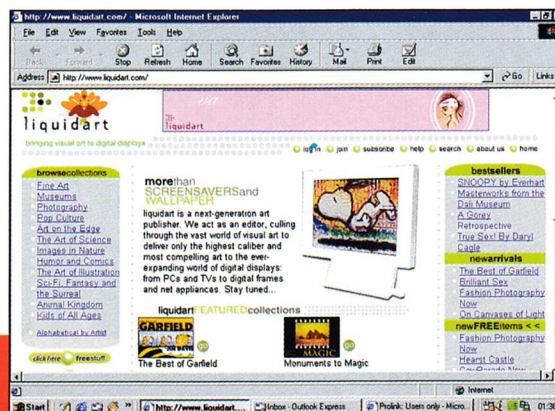 http://www.liquidart.com/ - Microsoft Internet Explorer
File Edit View Favorites Tools Help
Back Forward Stop Refresh Home Search Favorites History Mail Print Edit
Address http://www.liquidart.com/ Go Links
liquidart
bringing visual art to digital displays
liquidart
log in join subscribe help search about us home
browsecollections
Fine Art
Museums
Photography
Pop Culture
Art on the Edge
The Art of Science
Images in Nature
Humor and Comics
The Art of Illustration
Sci-Fi, Fantasy and
the Surreal
Animal Kingdom
Kids of All Ages
Alphabetical by Artist
click here freestuff
morethan
SCREENSAVERSand
WALLPAPER
liquidart is a next-generation art
publisher. We act as an editor, culling
through the vast world of visual art to
deliver only the highest caliber and
most compelling art to the ever-
expanding world of digital displays:
from PCs and TVs to digital frames
and net appliances. Stay tuned...
liquidartFEATUREDcollections
GARFIELD
go
The Best of Garfield
MAGIC
go
Monuments to Magic
bestsellers
SNOOPY by Everhart
Masterworks from the
Dali Museum
A Gorey
Retrospective
True Sex! By Daryl
Cagle
newarrivals
The Best of Garfield
Brilliant Sex
Fashion Photography
Now
On Canvases of Light
newFREEitems < <
Fashion Photography
Now
Hearst Castle
CowParade New
Internet
Start http://www.liquidart.... Inbox - Outlook Express Prolink: Users only - Micro...